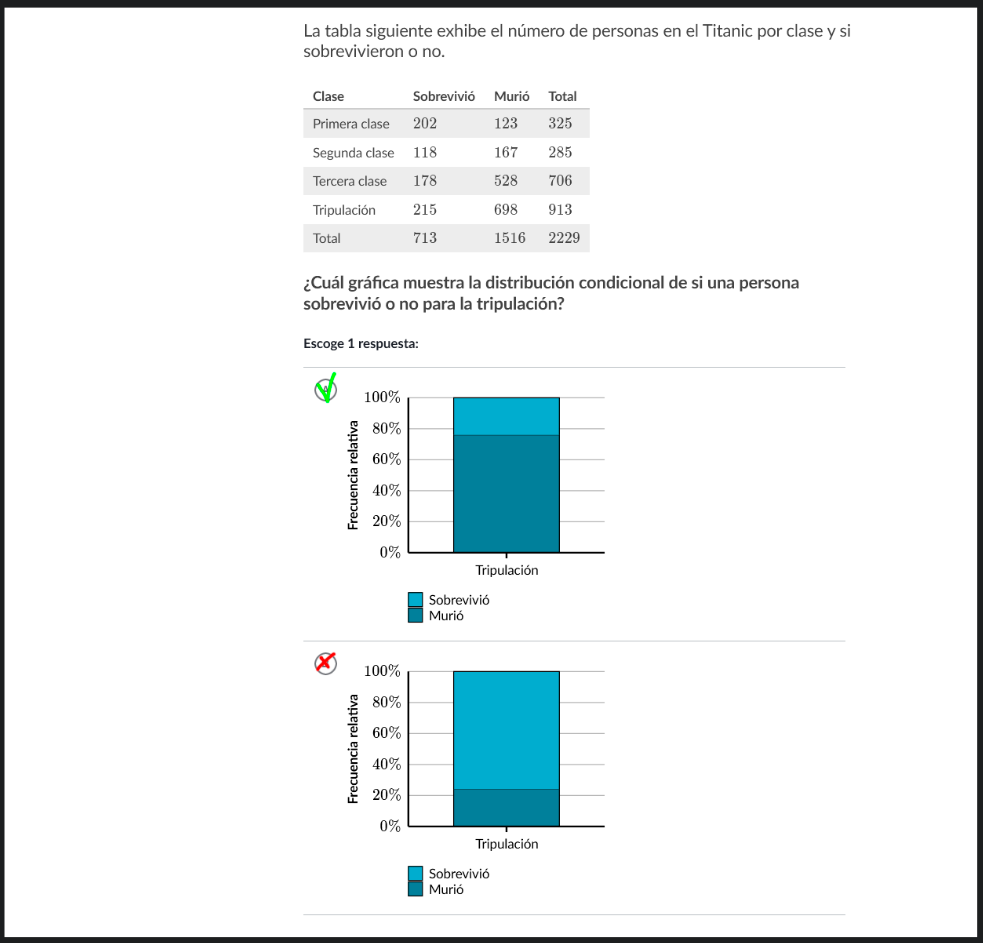 La tabla siguiente exhibe el número de personas en el Titanic por clase y si
sobrevivieron o no.
Clase Sobrevivió Murió Total
Primera clase 202 123 325
Segunda clase 118 167 285
Tercera clase 178 528 706
Tripulación 215 698 913
Total 713 1516 2229
¿Cuál gráfica muestra la distribución condicional de si una persona
sobrevivió o no para la tripulación?
Escoge 1 respuesta:
A
100%
80%
60%
40%
20%
0%
Frecuencia relativa
Tripulación
Sobrevivió
Murió
100%
80%
60%
40%
20%
0%
Frecuencia relativa
Tripulación
Sobrevivió
Murió